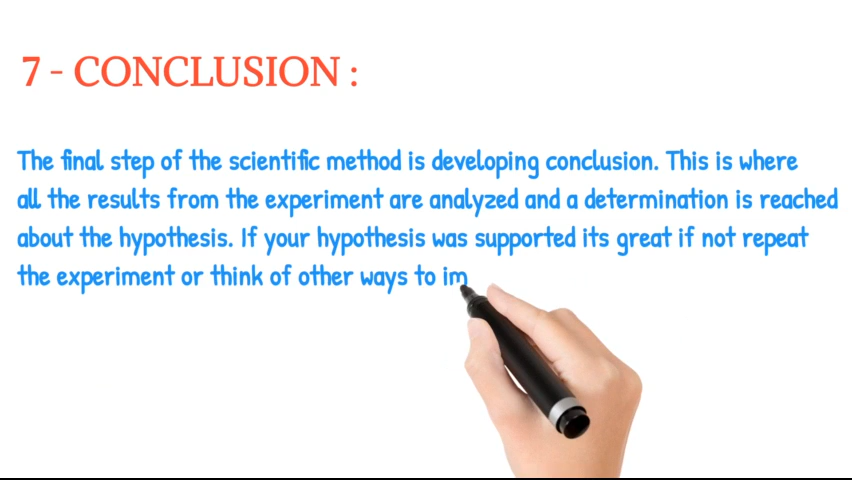 7 - CONCLUSION :
The final step of the scientific method is developing conclusion. This is where
all the results from the experiment are analyzed and a determination is reached
about the hypothesis. If your hypothesis was supported its great if not repeat
the experiment or think of other ways to im